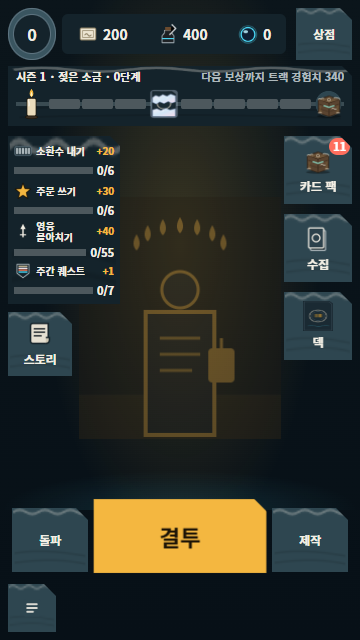 0
200
400
0
상점
시즌 1 · 젖은 소금 · 0단계
다음 보상까지 트랙 경험치 340
소환수 내기 +20
0/6
주문 쓰기 +30
0/6
영웅
몰아치기 +40
0/55
주간 퀘스트 +1
0/7
11
카드 팩
수집
덱
스토리
돌파
결투
제작